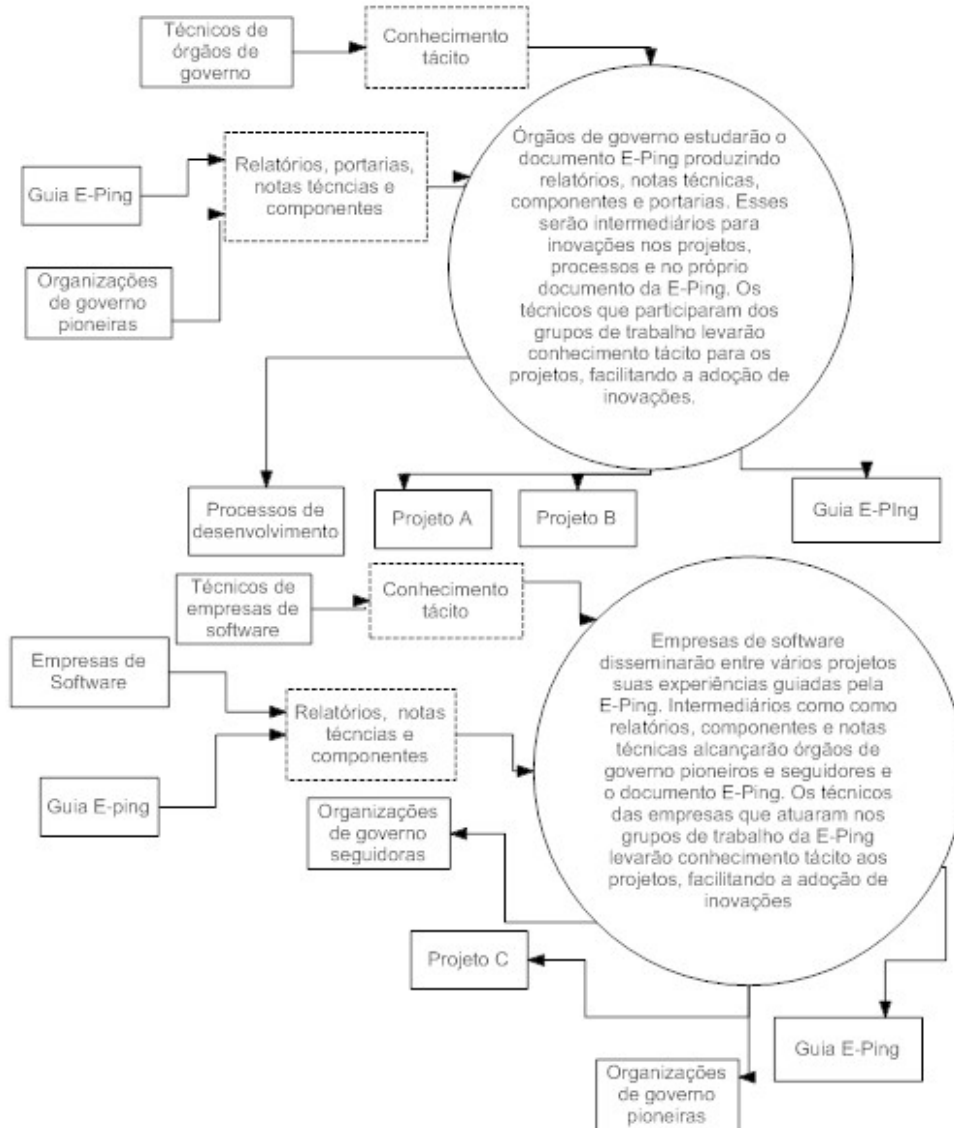 Técnicos de
órgãos de
governo
Conhecimento
tácito
Guia E-Ping
Relatórios, portarias,
notas técncias e
componentes
Organizações
de governo
pioneiras
Órgãos de governo estudarão o
documento E-Ping produzindo
relatórios, notas técnicas,
componentes e portarias. Esses
serão intermediários para
inovações nos projetos,
processos e no próprio
documento da E-Ping. Os
técnicos que participaram dos
grupos de trabalho levarão
conhecimento tácito para os
projetos, facilitando a adoção de
inovações.
Processos de
desenvolvimento
Projeto A
Projeto B
Guia E-PIng
Técnicos de
empresas de
software
Conhecimento
tácito
Empresas de
Software
Relatórios, notas
técncias e
componentes
Guia E-ping
Empresas de software
disseminarão entre vários projetos
suas experiências guiadas pela
E-Ping. Intermediários como como
relatórios, componentes e notas
técnicas alcançarão órgãos de
governo pioneiros e seguidores e
o documento E-Ping. Os técnicos
das empresas que atuaram nos
grupos de trabalho da E-Ping
levarão conhecimento tácito aos
projetos, facilitando a adoção de
inovações
Organizações
de governo
seguidoras
Projeto C
Guia E-Ping
Organizações
de governo
pioneiras